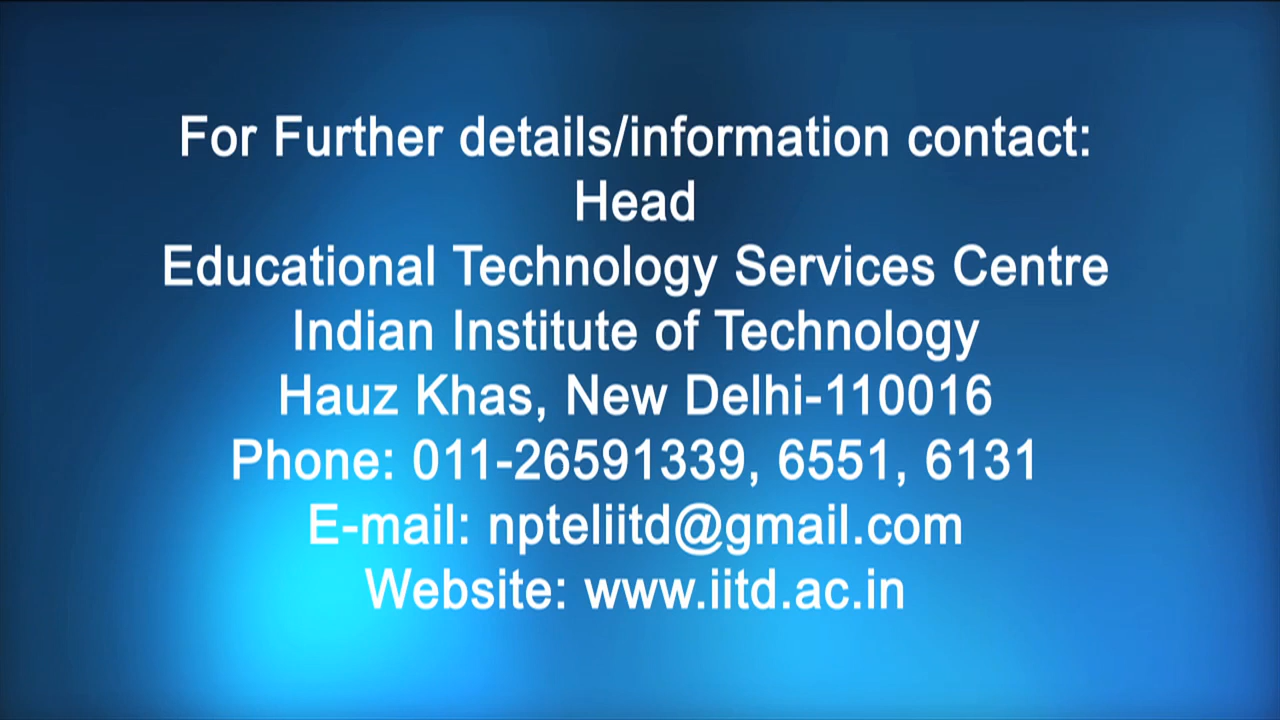 For Further details/information contact:
Head
Educational Technology Services Centre
Indian Institute of Technology
Hauz Khas, New Delhi-110016
Phone: 011-26591339, 6551, 6131
E-mail: npteliitd@gmail.com
Website: www.iitd.ac.in